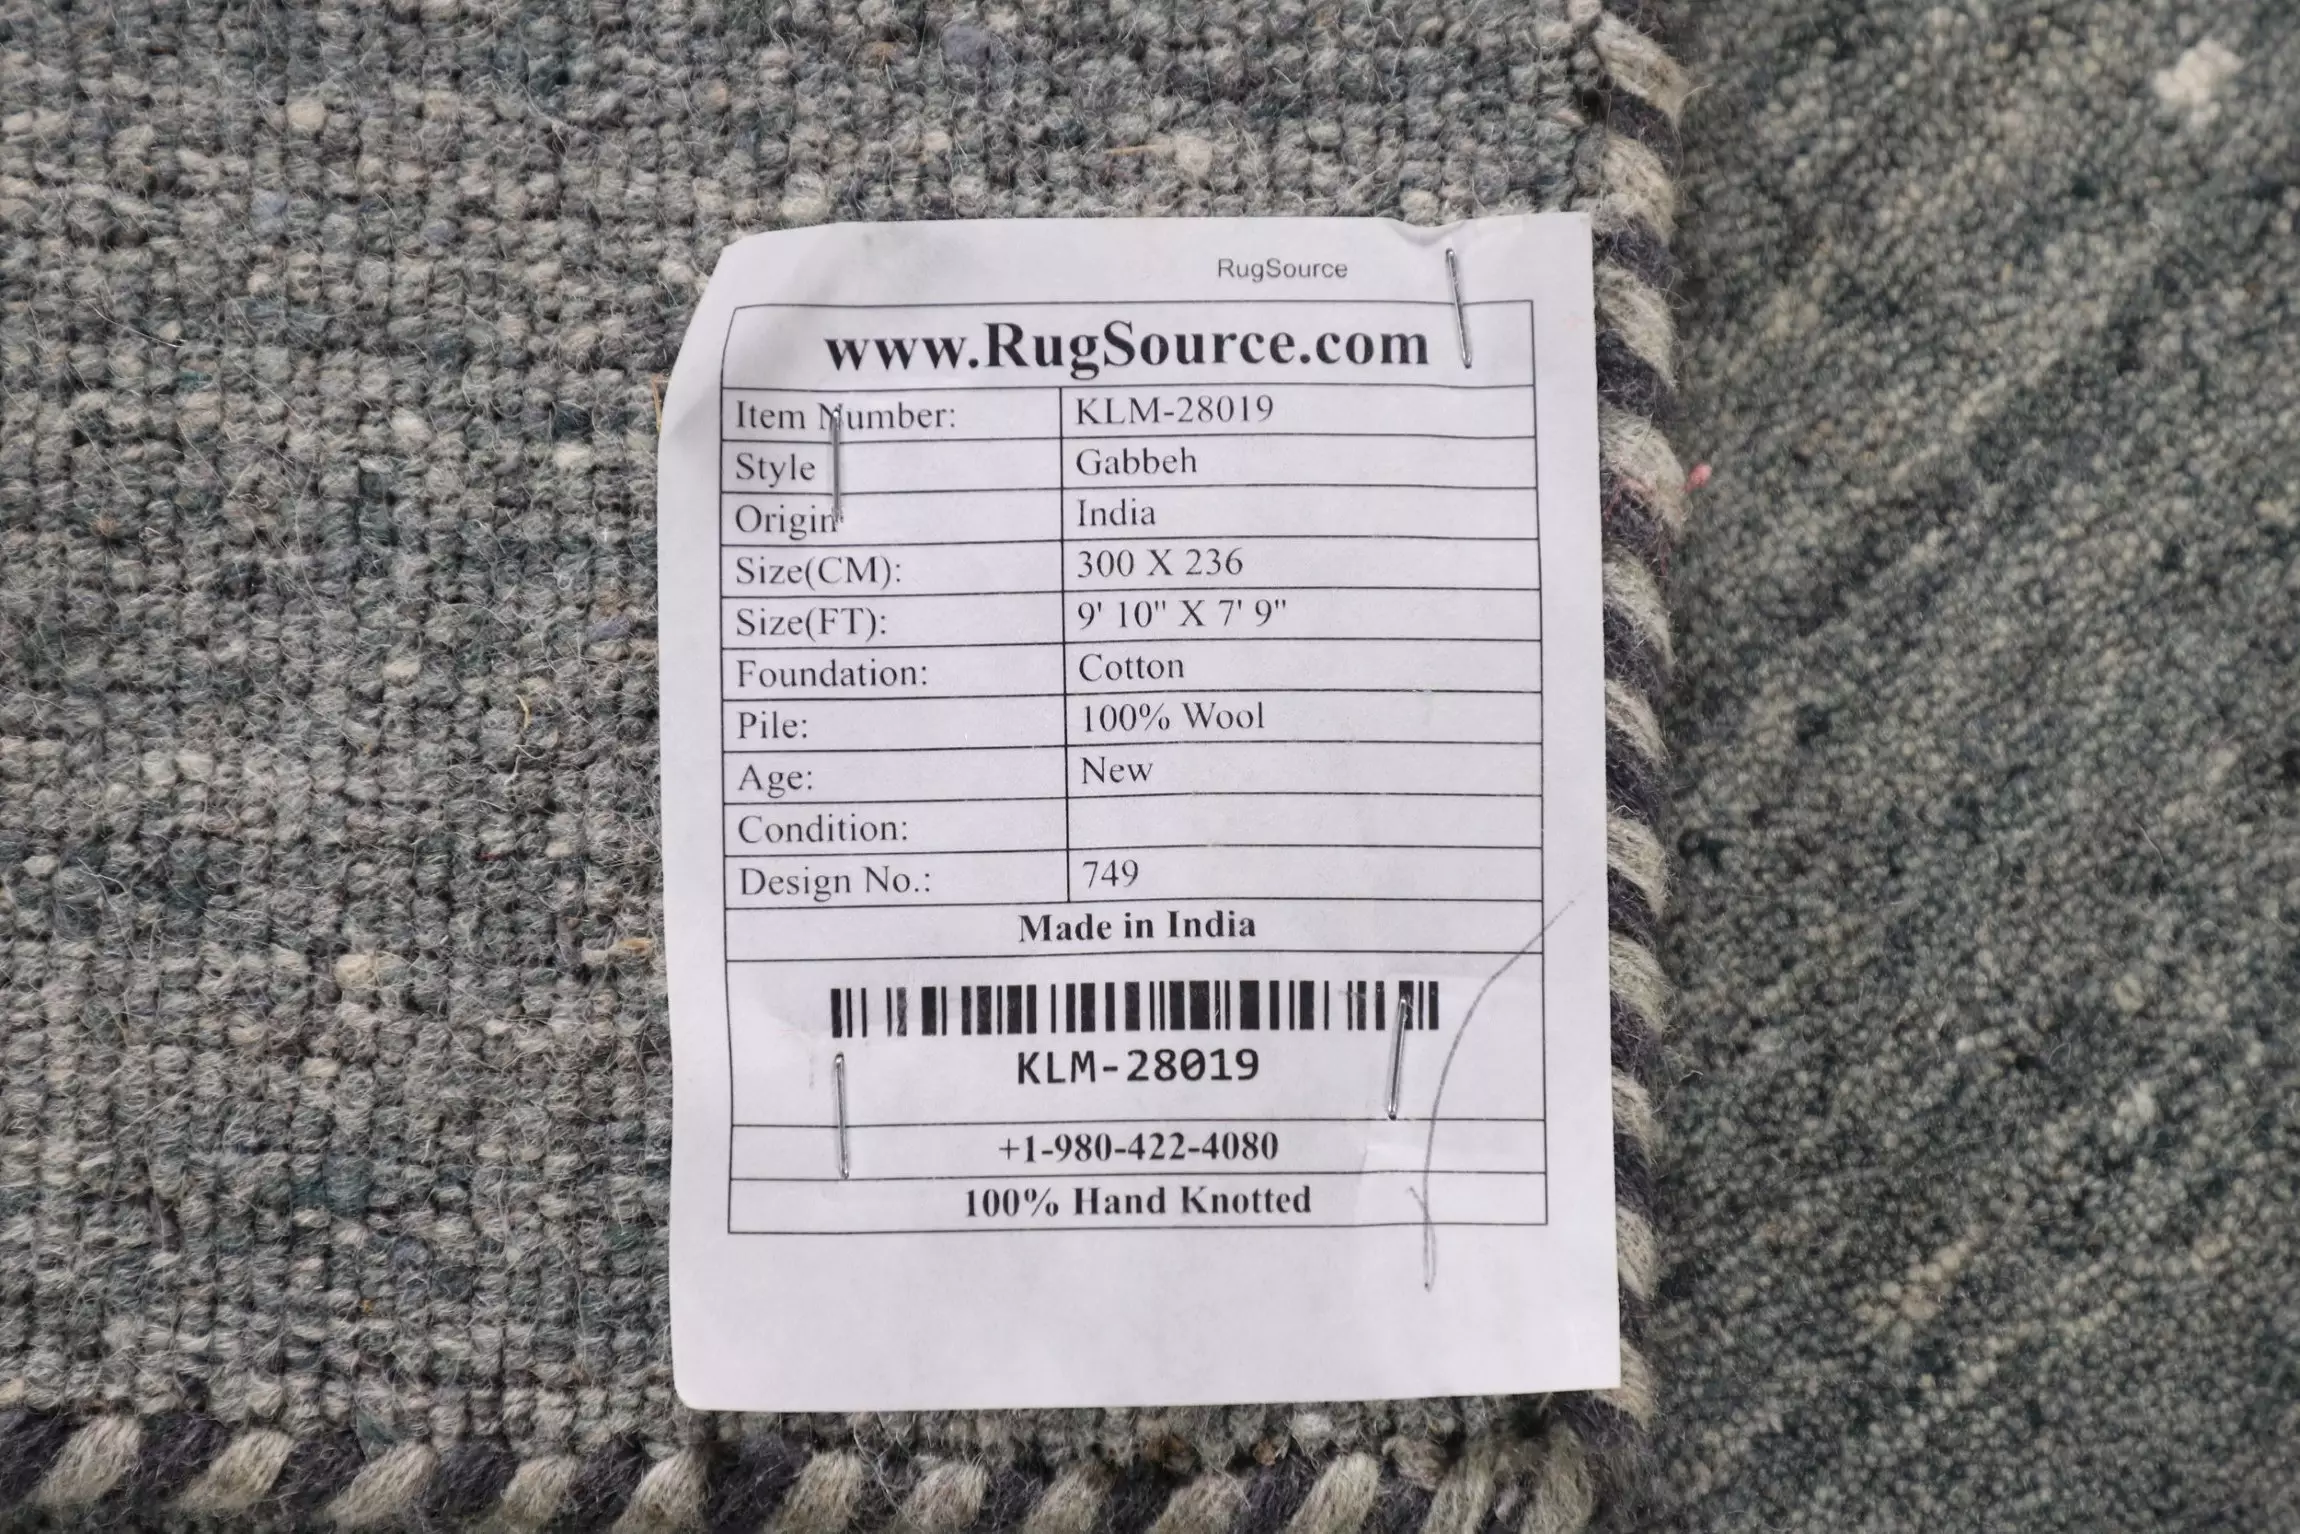 RugSource
www.RugSource.com
Item Number: KLM-28019
Style Gabbeh
Origin India
Size(CM): 300 X 236
Size(FT): 9' 10" X 7' 9"
Foundation: Cotton
Pile: 100% Wool
Age: New
Condition:
Design No.: 749
Made in India
KLM-28019
+1-980-422-4080
100% Hand Knotted